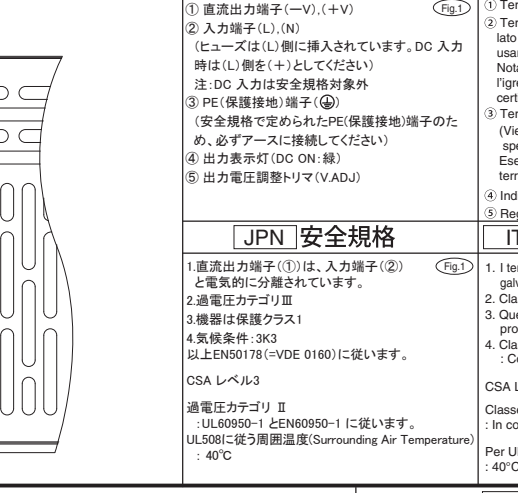 ① 直流出力端子(－V),(＋V) Fig.1
② 入力端子(L),(N)
(ヒューズは(L)側に挿入されています。DC 入力
時は(L)側を(＋)としてください)
注:DC 入力は安全規格対象外
③ PE(保護接地)端子(⏚)
(安全規格で定められたPE(保護接地)端子のた
め、必ずアースに接続してください)
④ 出力表示灯(DC ON:緑)
⑤ 出力電圧調整トリマ(V.ADJ)
JPN 安全規格
1.直流出力端子(①)は、入力端子(②) Fig.1
と電気的に分離されています。
2.過電圧カテゴリⅢ
3.機器は保護クラス1
4.気候条件:3K3
以上EN50178(=VDE 0160)に従います。
CSA レベル3
過電圧カテゴリ Ⅱ
:UL60950-1 とEN60950-1 に従います。
UL508に従う周囲温度(Surrounding Air Temperature)
: 40℃
①
②
lato
usar
Nota
l'igre
cert
③
(Vie
spe
Ese
term
④ Indi
⑤ Reg
IT
1. I ter
galv
2. Cla
3. Que
pro
4. Cla
: Co
CSA L
Classe
: In co
Per U
: 40°C